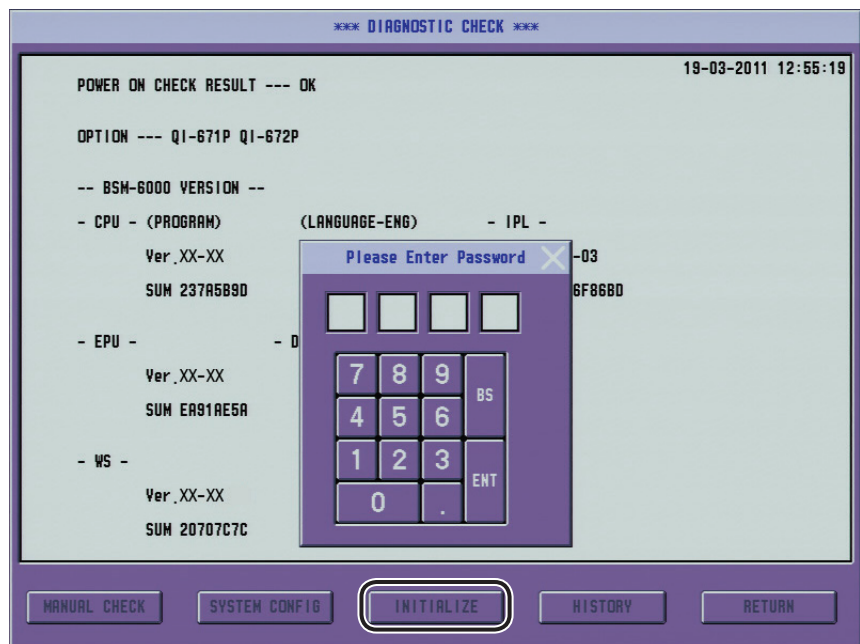 *** DIAGNOSTIC CHECK ***
19-03-2011 12:55:19
POWER ON CHECK RESULT --- OK
OPTION --- QI-671P QI-672P
-- BSM-6000 VERSION --
- CPU - (PROGRAM) (LANGUAGE-ENG) - IPL -
Ver.XX-XX -03
SUM 237A5B9D 6F86BD
Please Enter Password
- EPU - - D
Ver.XX-XX
SUM EA91AE5A
7 8 9 BS
4 5 6
1 2 3 ENT
0 .
- WS -
Ver.XX-XX
SUM 20707C7C
MANUAL CHECK SYSTEM CONFIG INITIALIZE HISTORY RETURN